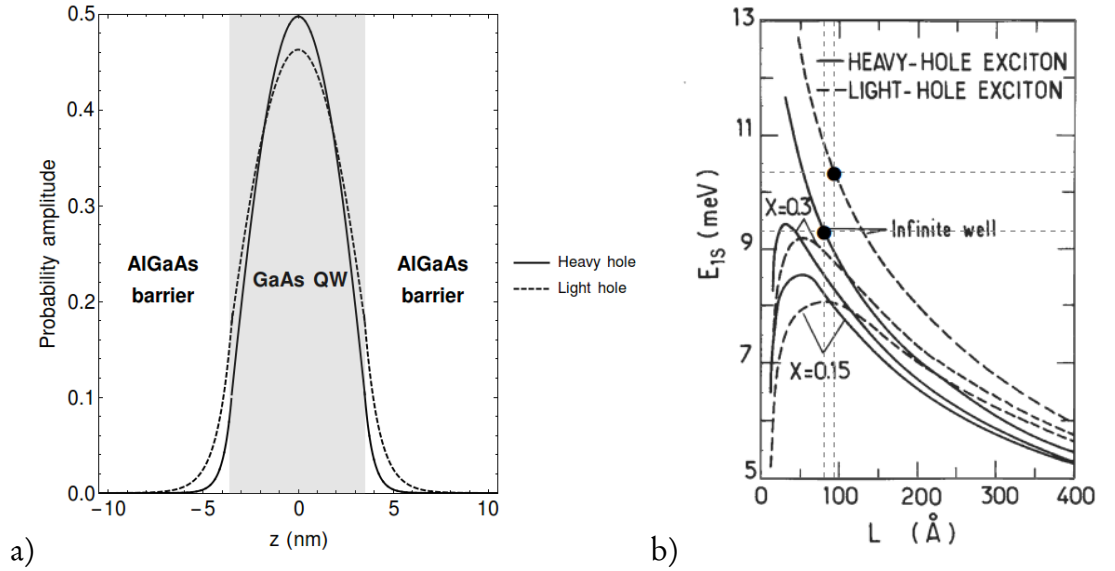 0.5
0.4
0.3
0.2
0.1
0.0
Probability amplitude
AlGaAs
barrier
GaAs QW
AlGaAs
barrier
−10
−5
0
5
10
z (nm)
Heavy hole
Light hole
a)
13
11
9
7
5
E1S (meV)
HEAVY-HOLE EXCITON
LIGHT-HOLE EXCITON
X=0.3
Infinite well
X=0.15
0
100
200
300
400
L (Å)
b)